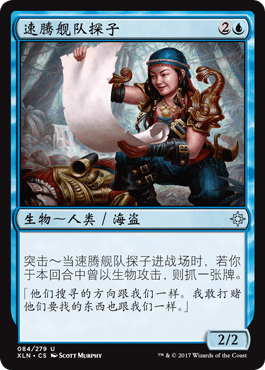 速腾舰队探子 2
生物～人类／海盗
突击～当速腾舰队探子进战场时，若你
于本回合中曾以生物攻击，则抓一张牌。
「他们搜寻的方向跟我们一样。我敢打赌
他们要找的东西也跟我们一样。」
2/2
084/279 U
XLN • CS SCOTT MURPHY
™ & © 2017 Wizards of the Coast